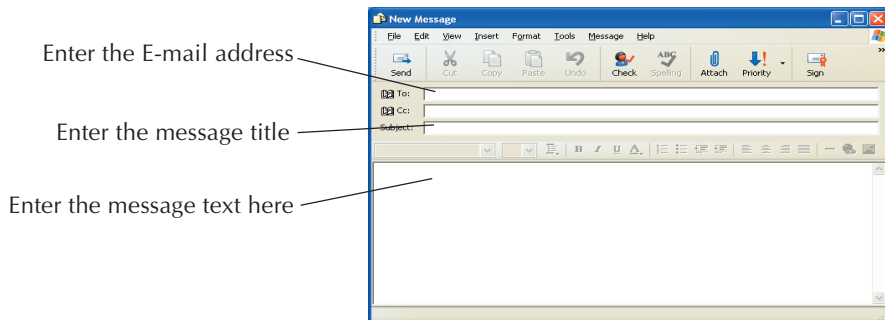 New Message
File Edit View Insert Format Tools Message Help
Send Cut Copy Paste Undo Check ABC Spelling Attach Priority Sign »
Enter the E-mail address
To:
Cc:
Enter the message title
Subject:
B I U A
Enter the message text here